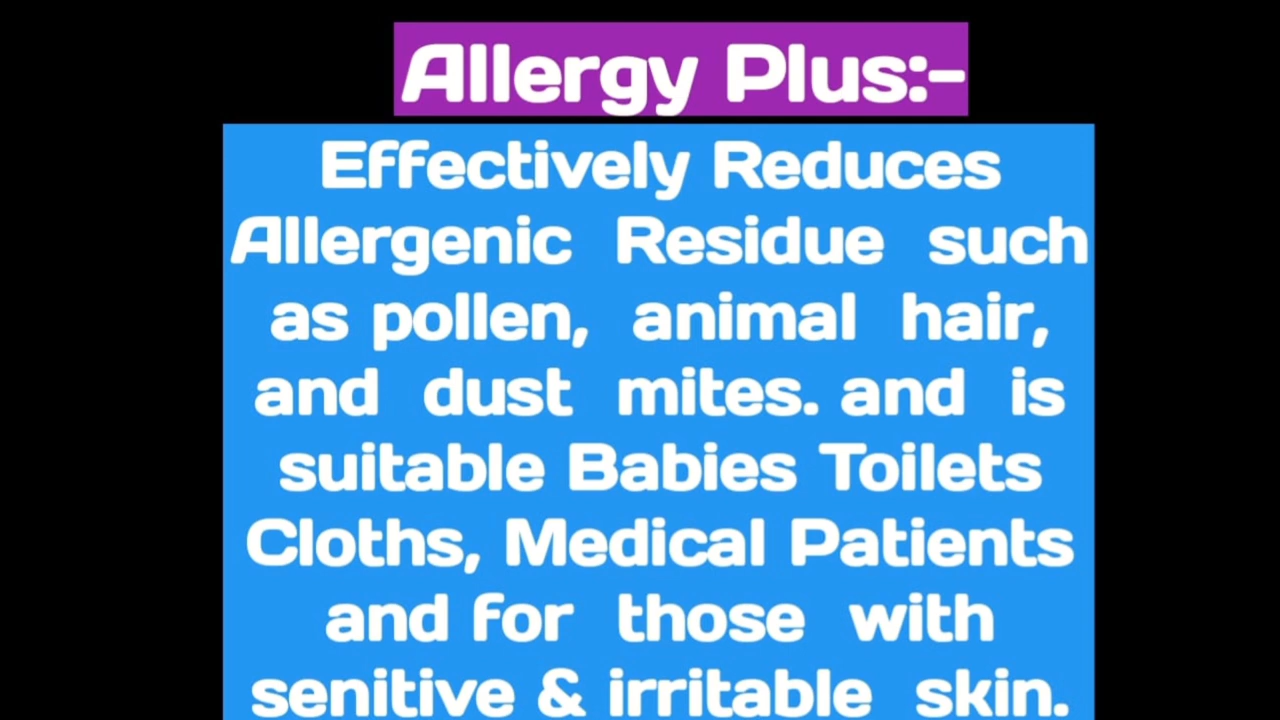 Allergy Plus:-
Effectively Reduces
Allergenic Residue such
as pollen, animal hair,
and dust mites. and is
suitable Babies Toilets
Cloths, Medical Patients
and for those with
senitive & irritable skin.